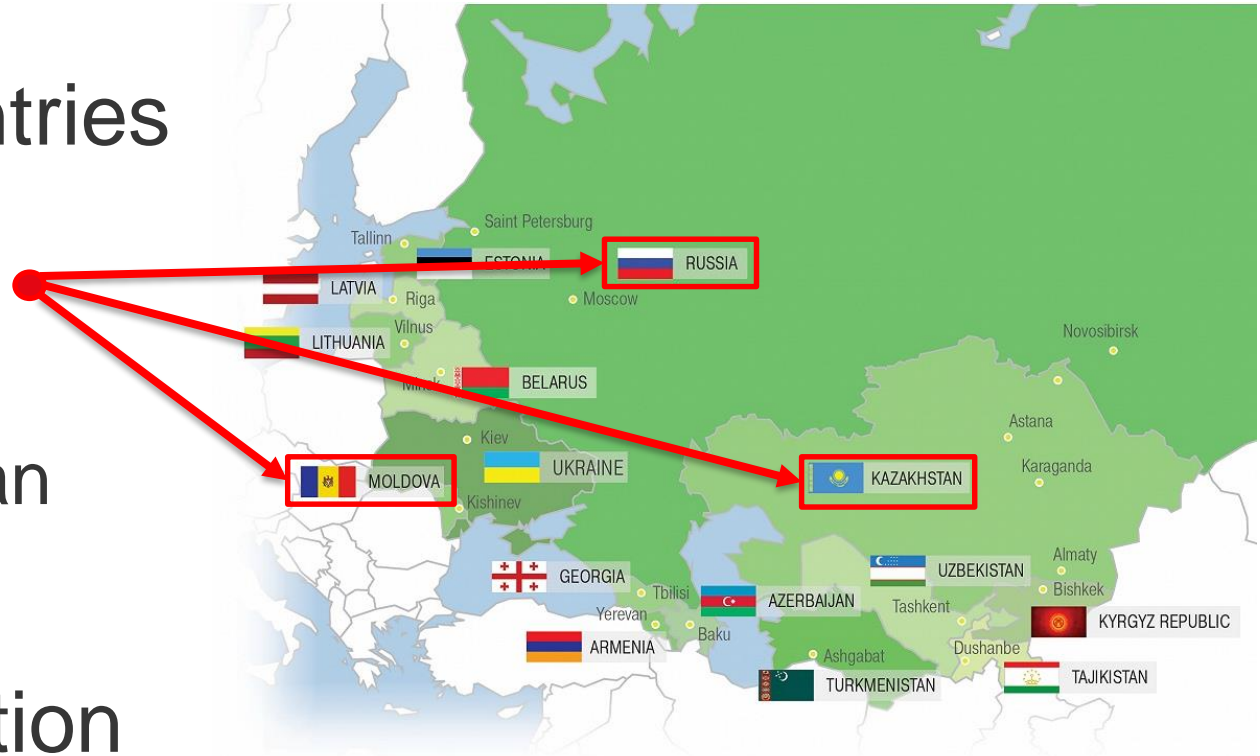 ntries
Saint Petersburg
Tallinn
ESTONIA
RUSSIA
LATVIA
Riga
Moscow
Vilnus
LITHUANIA
Novosibirsk
Minsk
BELARUS
Astana
Kiev
UKRAINE
Karaganda
an
MOLDOVA
KAZAKHSTAN
Kishinev
Almaty
GEORGIA
UZBEKISTAN
Bishkek
Tbilisi
AZERBAIJAN
Tashkent
Yerevan
KYRGYZ REPUBLIC
Baku
ARMENIA
Ashgabat
Dushanbe
TURKMENISTAN
TAJIKISTAN
tion